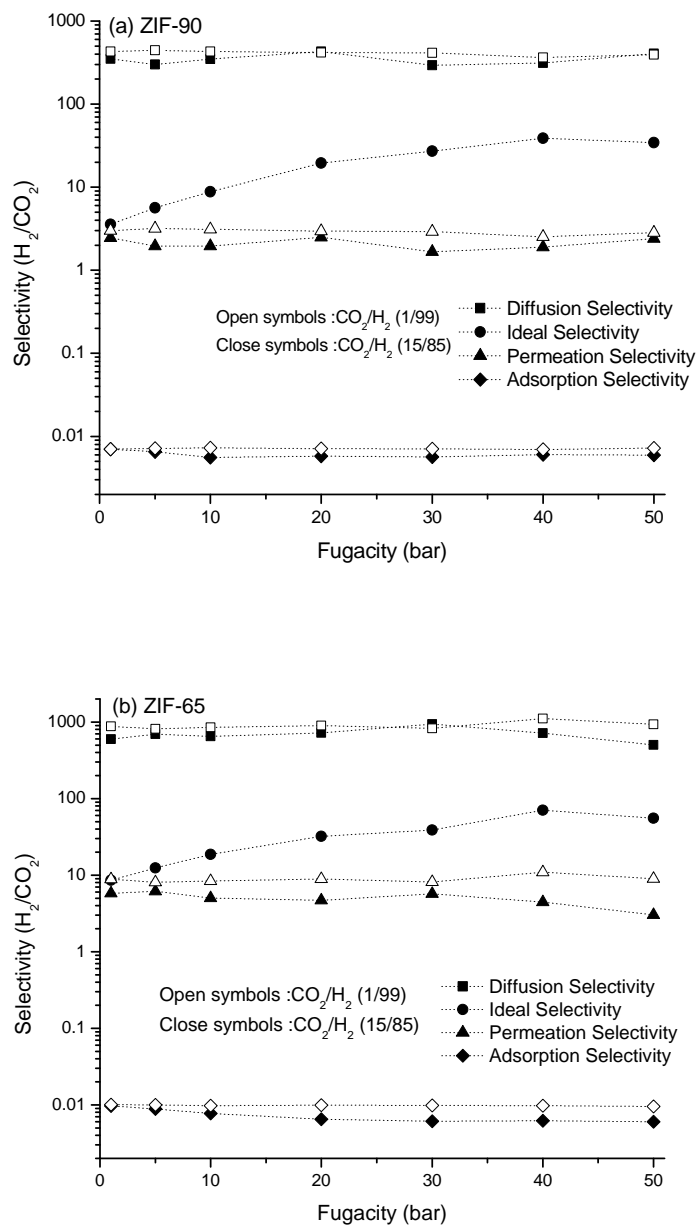 (a) ZIF-90
1000
100
10
1
0.1
0.01
Selectivity (H2/CO2)
Open symbols :CO2/H2 (1/99)
Close symbols :CO2/H2 (15/85)
Diffusion Selectivity
Ideal Selectivity
Permeation Selectivity
Adsorption Selectivity
0 10 20 30 40 50
Fugacity (bar)
(b) ZIF-65
1000
100
10
1
0.1
0.01
Selectivity (H2/CO2)
Open symbols :CO2/H2 (1/99)
Close symbols :CO2/H2 (15/85)
Diffusion Selectivity
Ideal Selectivity
Permeation Selectivity
Adsorption Selectivity
0 10 20 30 40 50
Fugacity (bar)